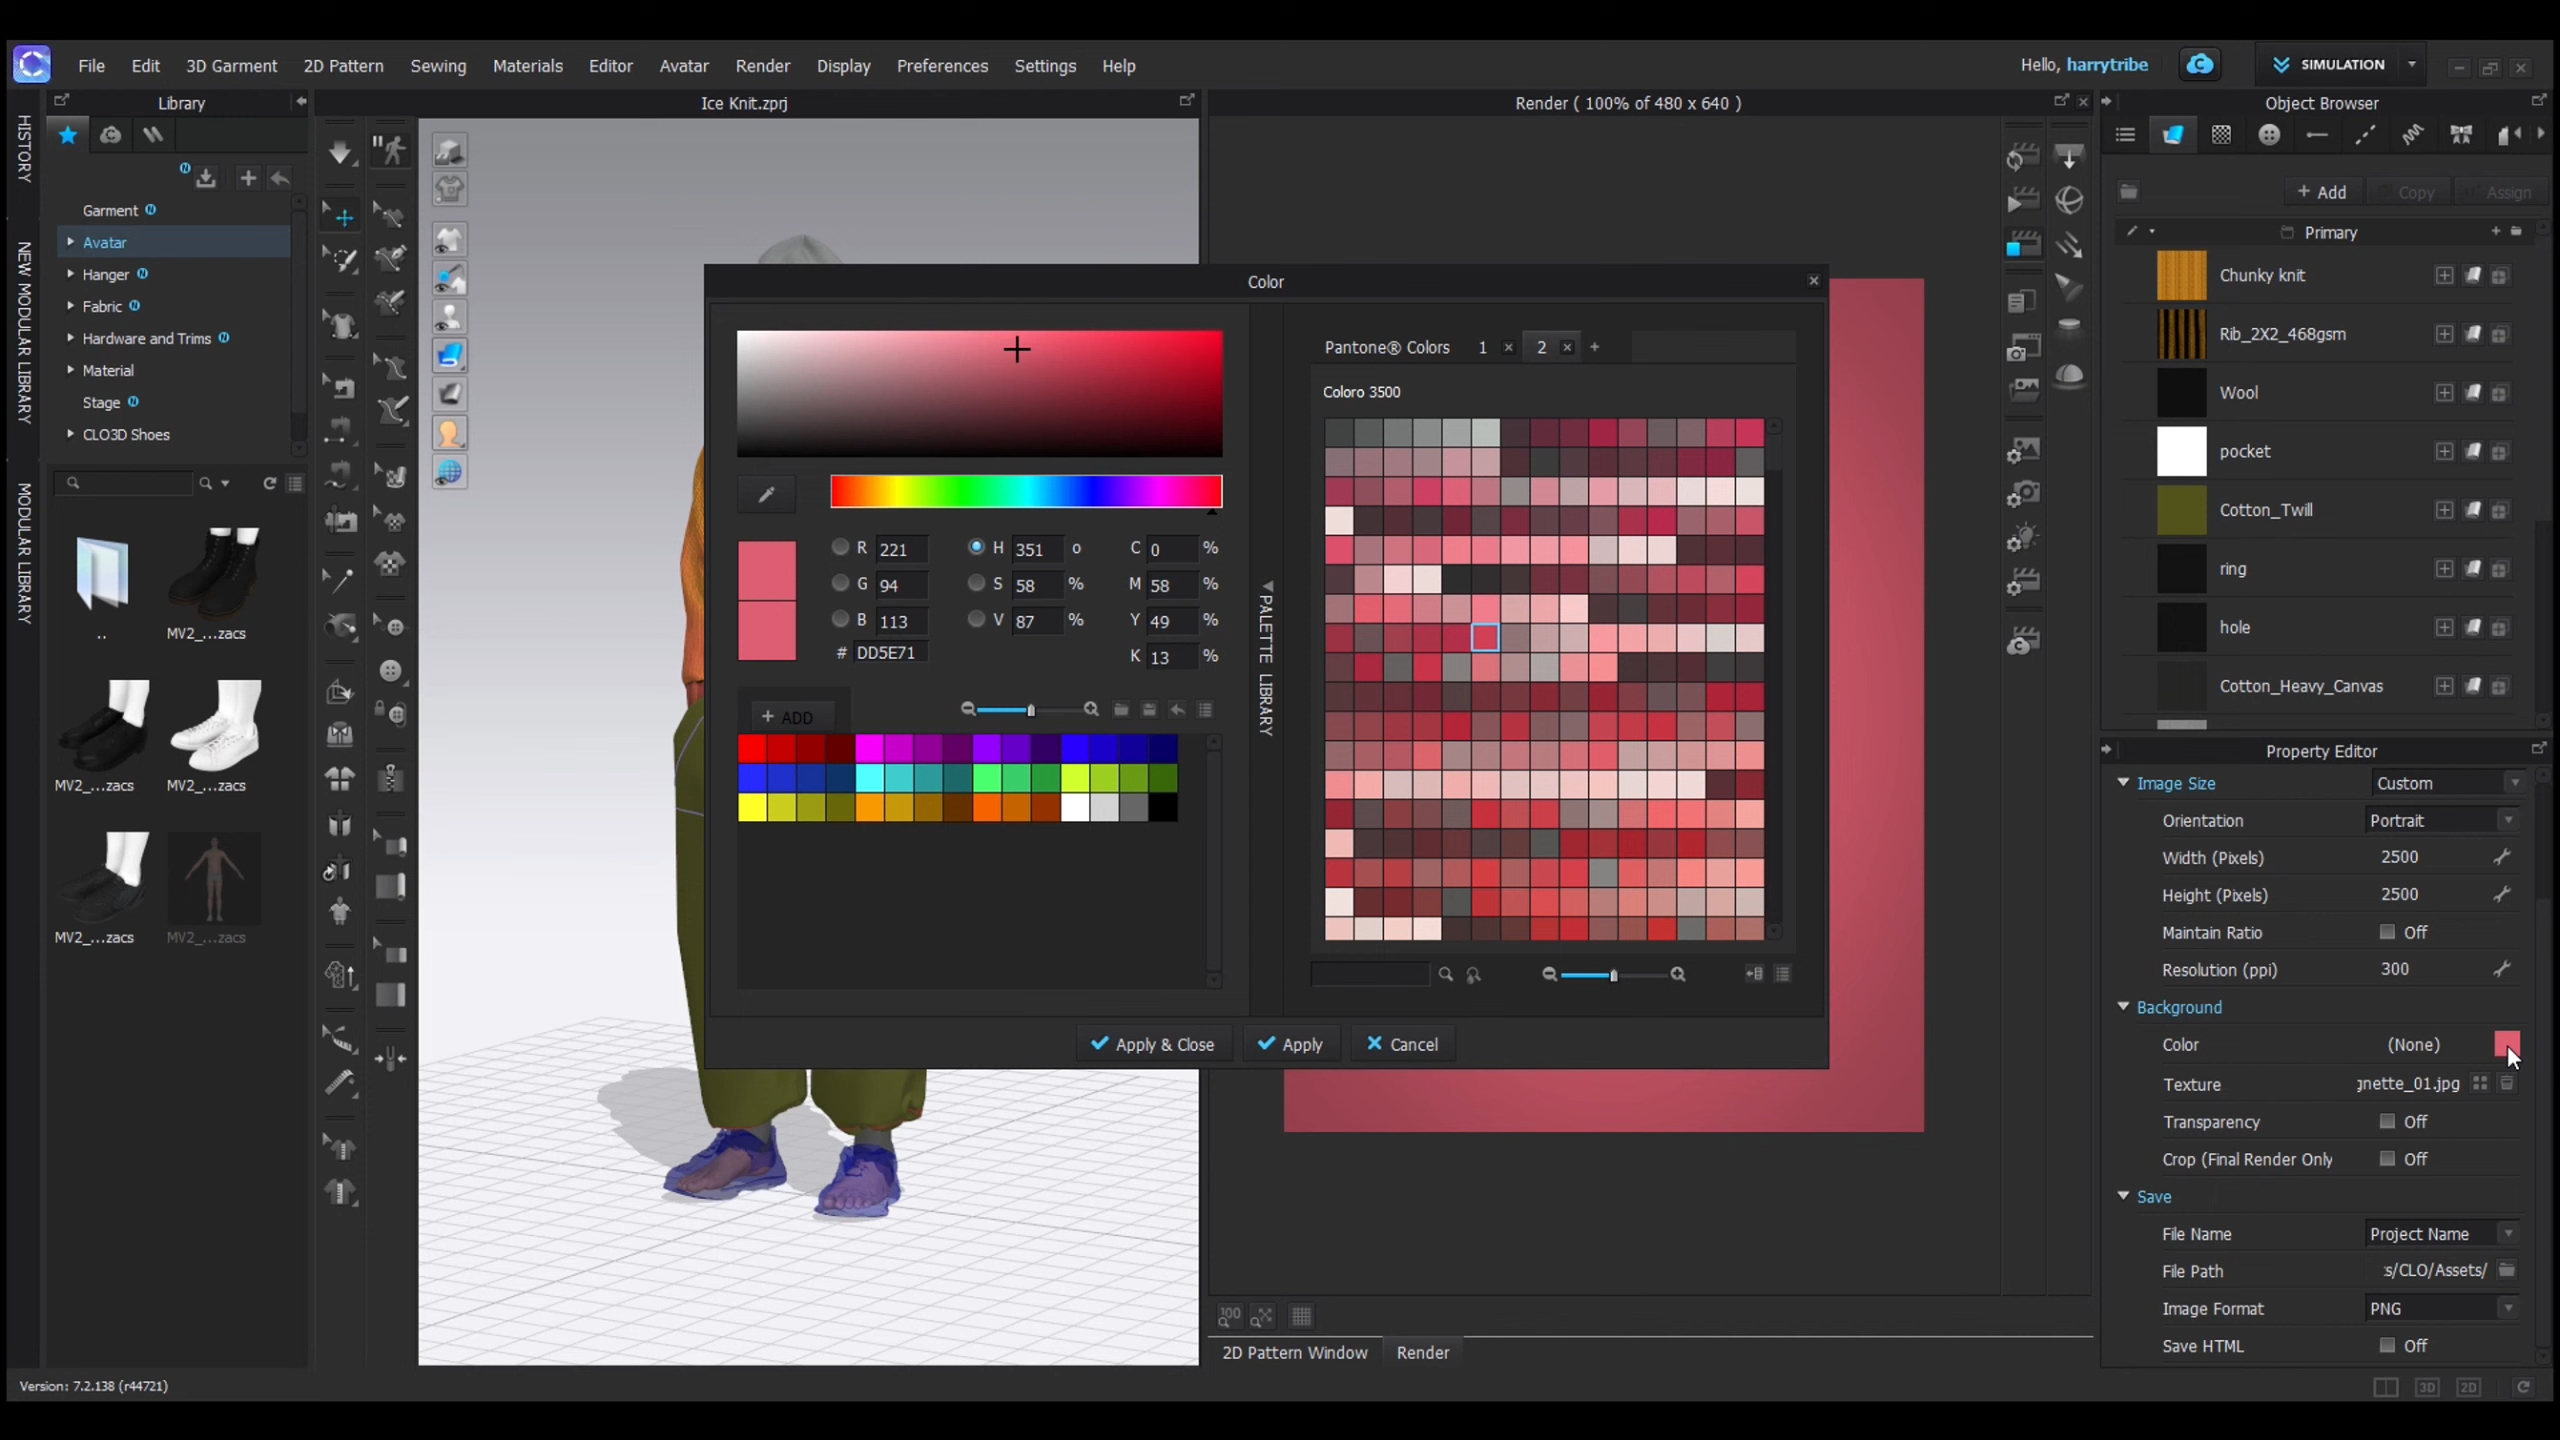 File Edit 3D Garment 2D Pattern Sewing Materials Editor Avatar Render Display Preferences Settings Help
Hello, harrytribe
SIMULATION
HISTORY
NEW MODULAR LIBRARY
MODULAR LIBRARY
Library
Garment N
Avatar
Hanger N
Fabric N
Hardware and Trims N
Material
Stage N
CLO3D Shoes
..
MV2_...zacs
MV2_...zacs
MV2_...zacs
MV2_...zacs
MV2_...zacs
Version: 7.2.138 (r44721)
Ice Knit.zprj
Render ( 100% of 480 x 640 )
Color
R 221
G 94
B 113
# DD5E71
H 351 o
S 58 %
V 87 %
C 0 %
M 58 %
Y 49 %
K 13 %
+ ADD
PALETTE LIBRARY
Pantone® Colors 1 2 +
Coloro 3500
Apply & Close
Apply
Cancel
100
2D Pattern Window
Render
Object Browser
+ Add
Copy
Assign
Primary
Chunky knit
Rib_2X2_468gsm
Wool
pocket
Cotton_Twill
ring
hole
Cotton_Heavy_Canvas
Property Editor
Image Size Custom
Orientation Portrait
Width (Pixels) 2500
Height (Pixels) 2500
Maintain Ratio Off
Resolution (ppi) 300
Background
Color (None)
Texture gnette_01.jpg
Transparency Off
Crop (Final Render Only Off
Save
File Name Project Name
File Path s/CLO/Assets/
Image Format PNG
Save HTML Off
3D 2D